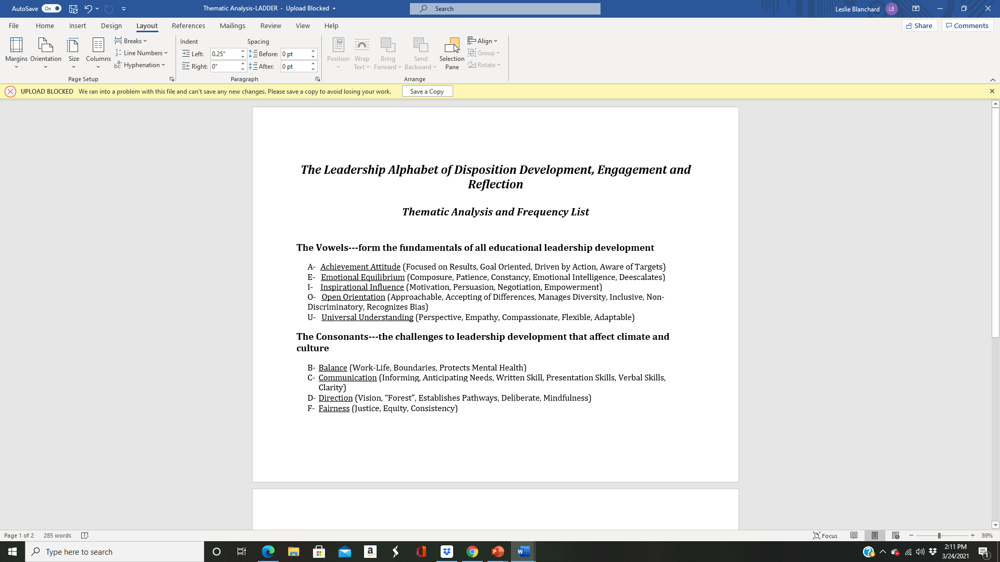 AutoSave On Thematic Analysis-LADDER - Upload Blocked Search Leslie Blanchard LB
File Home Insert Design Layout References Mailings Review View Help Share Comments
Margins Orientation Size Columns Breaks Line Numbers Hyphenation
Page Setup
Indent Spacing
Left: 0.25" Before: 0 pt
Right: 0" After: 0 pt
Paragraph
Position Wrap Text Bring Forward Send Backward Selection Pane Align Group Rotate
Arrange
UPLOAD BLOCKED We ran into a problem with this file and can't save any new changes. Please save a copy to avoid losing your work. Save a Copy
The Leadership Alphabet of Disposition Development, Engagement and
Reflection
Thematic Analysis and Frequency List
The Vowels---form the fundamentals of all educational leadership development
A- Achievement Attitude (Focused on Results, Goal Oriented, Driven by Action, Aware of Targets)
E- Emotional Equilibrium (Composure, Patience, Constancy, Emotional Intelligence, Deescalates)
I- Inspirational Influence (Motivation, Persuasion, Negotiation, Empowerment)
O- Open Orientation (Approachable, Accepting of Differences, Manages Diversity, Inclusive, Non-
Discriminatory, Recognizes Bias)
U- Universal Understanding (Perspective, Empathy, Compassionate, Flexible, Adaptable)
The Consonants---the challenges to leadership development that affect climate and
culture
B- Balance (Work-Life, Boundaries, Protects Mental Health)
C- Communication (Informing, Anticipating Needs, Written Skill, Presentation Skills, Verbal Skills,
Clarity)
D- Direction (Vision, “Forest”, Establishes Pathways, Deliberate, Mindfulness)
F- Fairness (Justice, Equity, Consistency)
Page 1 of 2 285 words Focus 89%
Type here to search
2:11 PM
3/24/2021